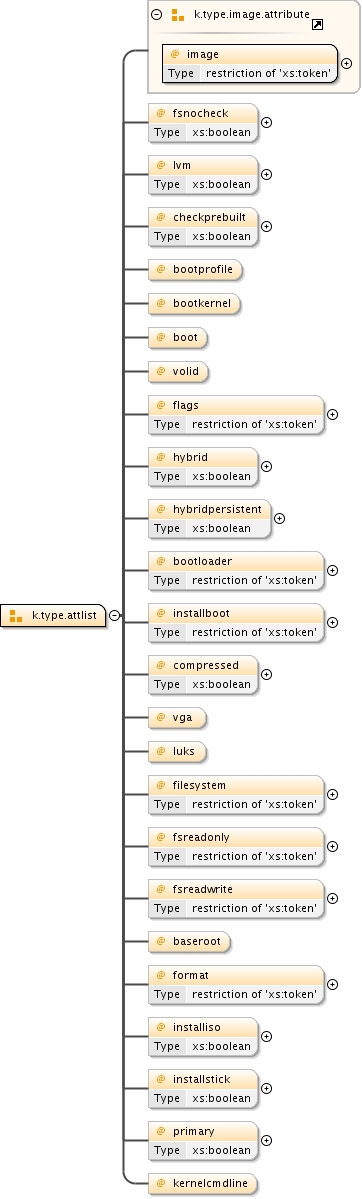 k.type.image.attribute
@ image
Type restriction of 'xs:token'
@ fsnocheck
Type xs:boolean
@ lvm
Type xs:boolean
@ checkprebuilt
Type xs:boolean
@ bootprofile
@ bootkernel
@ boot
@ volid
@ flags
Type restriction of 'xs:token'
@ hybrid
Type xs:boolean
@ hybridpersistent
Type xs:boolean
@ bootloader
Type restriction of 'xs:token'
k.type.attlist
@ installboot
Type restriction of 'xs:token'
@ compressed
Type xs:boolean
@ vga
@ luks
@ filesystem
Type restriction of 'xs:token'
@ fsreadonly
Type restriction of 'xs:token'
@ fsreadwrite
Type restriction of 'xs:token'
@ baseroot
@ format
Type restriction of 'xs:token'
@ installiso
Type xs:boolean
@ installstick
Type xs:boolean
@ primary
Type xs:boolean
@ kernelcmdline